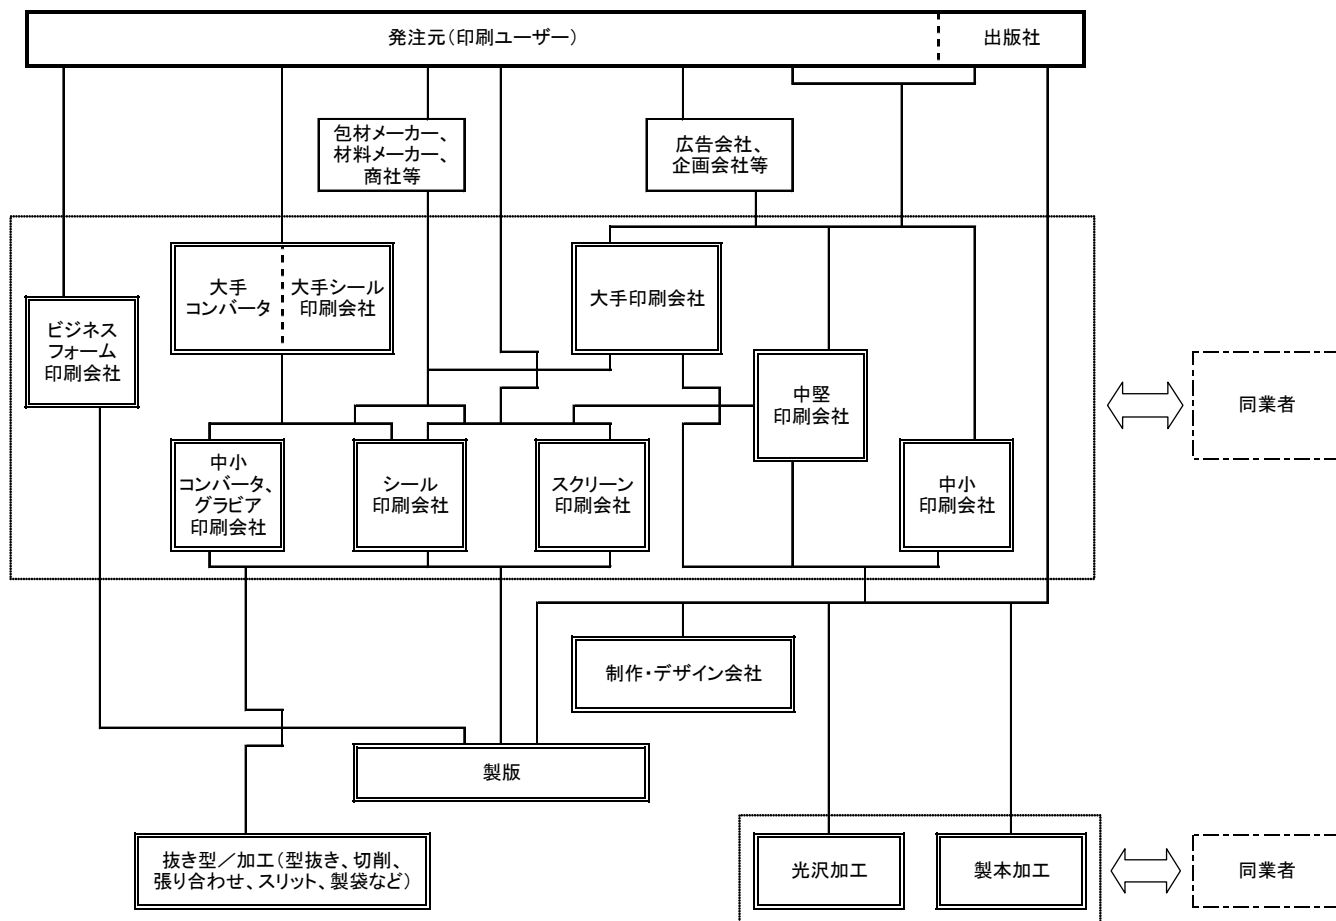 発注元(印刷ユーザー)
出版社
包材メーカー、
材料メーカー、
商社等
広告会社、
企画会社等
大手
コンバータ
大手シール
印刷会社
大手印刷会社
ビジネス
フォーム
印刷会社
中堅
印刷会社
同業者
中小
コンバータ、
グラビア
印刷会社
シール
印刷会社
スクリーン
印刷会社
中小
印刷会社
制作・デザイン会社
製版
抜き型/加工(型抜き、切削、
張り合わせ、スリット、製袋など)
光沢加工
製本加工
同業者